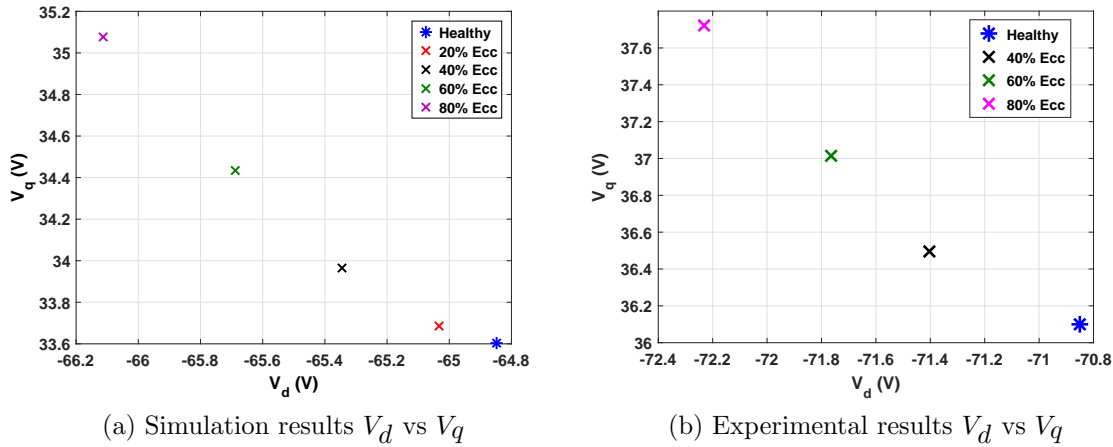 35.2
35
34.8
34.6
34.4
34.2
34
33.8
33.6
V_q (V)
-66.2 -66 -65.8 -65.6 -65.4 -65.2 -65 -64.8
V_d (V)
Healthy
20% Ecc
40% Ecc
60% Ecc
80% Ecc
(a) Simulation results V_d vs V_q
37.6
37.4
37.2
37
36.8
36.6
36.4
36.2
36
V_q (V)
-72.4 -72.2 -72 -71.8 -71.6 -71.4 -71.2 -71 -70.8
V_d (V)
Healthy
40% Ecc
60% Ecc
80% Ecc
(b) Experimental results V_d vs V_q